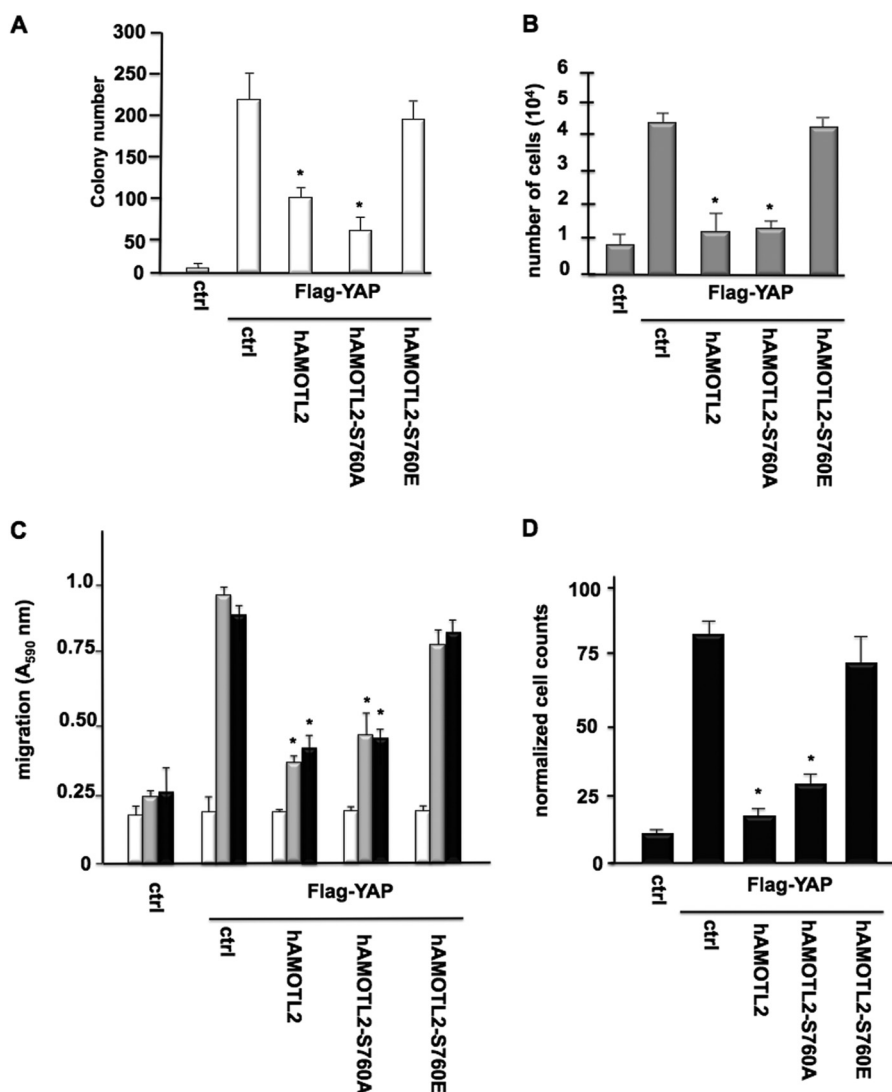 A
Colony number
300
250
200
150
100
50
0
ctrl
Flag-YAP
ctrl
hAMOTL2
hAMOTL2-S760A
hAMOTL2-S760E
*
*
B
number of cells (10⁴)
6
5
4
3
2
1
0
ctrl
Flag-YAP
ctrl
hAMOTL2
hAMOTL2-S760A
hAMOTL2-S760E
*
*
C
migration (A₅₉₀ nm)
1.0
0.75
0.50
0.25
0
ctrl
Flag-YAP
ctrl
hAMOTL2
hAMOTL2-S760A
hAMOTL2-S760E
*
*
*
*
D
normalized cell counts
100
75
50
25
0
ctrl
Flag-YAP
ctrl
hAMOTL2
hAMOTL2-S760A
hAMOTL2-S760E
*
*